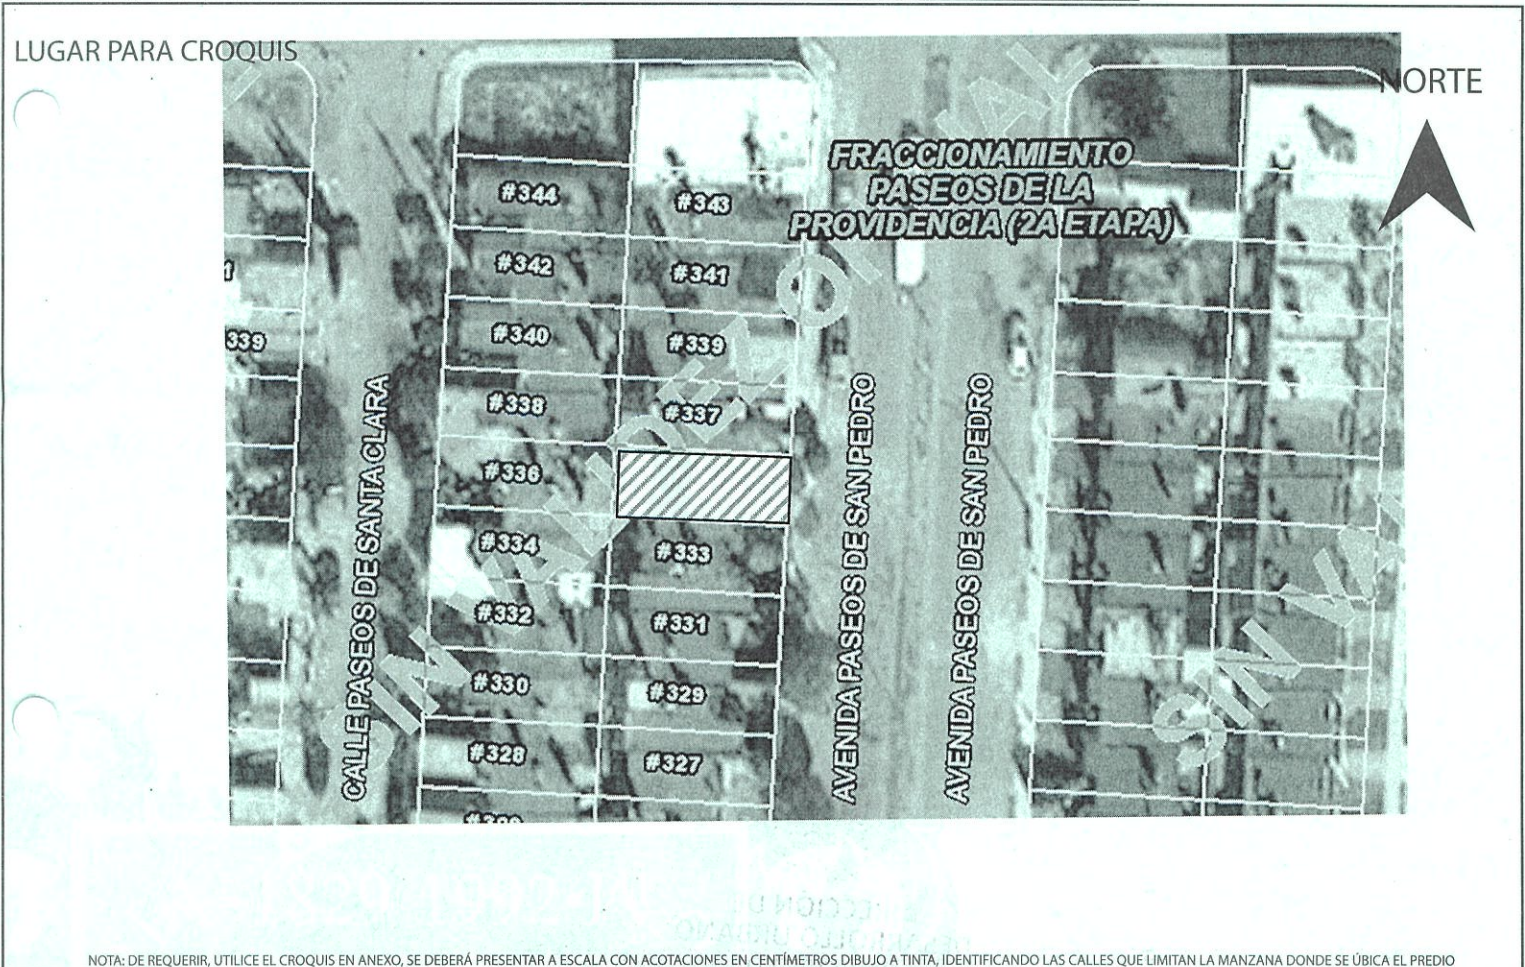 LUGAR PARA CROQUIS
NORTE
FRACCIONAMIENTO
PASEOS DE LA
PROVIDENCIA (2A ETAPA)
#344
#343
#342
#341
#340
#339
339
#338
#337
#336
#334
#333
#332
#331
#330
#329
#328
#327
CALLE PASEOS DE SANTA CLARA
AVENIDA PASEOS DE SAN PEDRO
AVENIDA PASEOS DE SAN PEDRO
SIN VALIDEZ OFICIAL
SIN VA
DESARROLLO URBANO
NOTA: DE REQUERIR, UTILICE EL CROQUIS EN ANEXO, SE DEBERÁ PRESENTAR A ESCALA CON ACOTACIONES EN CENTÍMETROS DIBUJO A TINTA, IDENTIFICANDO LAS CALLES QUE LIMITAN LA MANZANA DONDE SE ÚBICA EL PREDIO